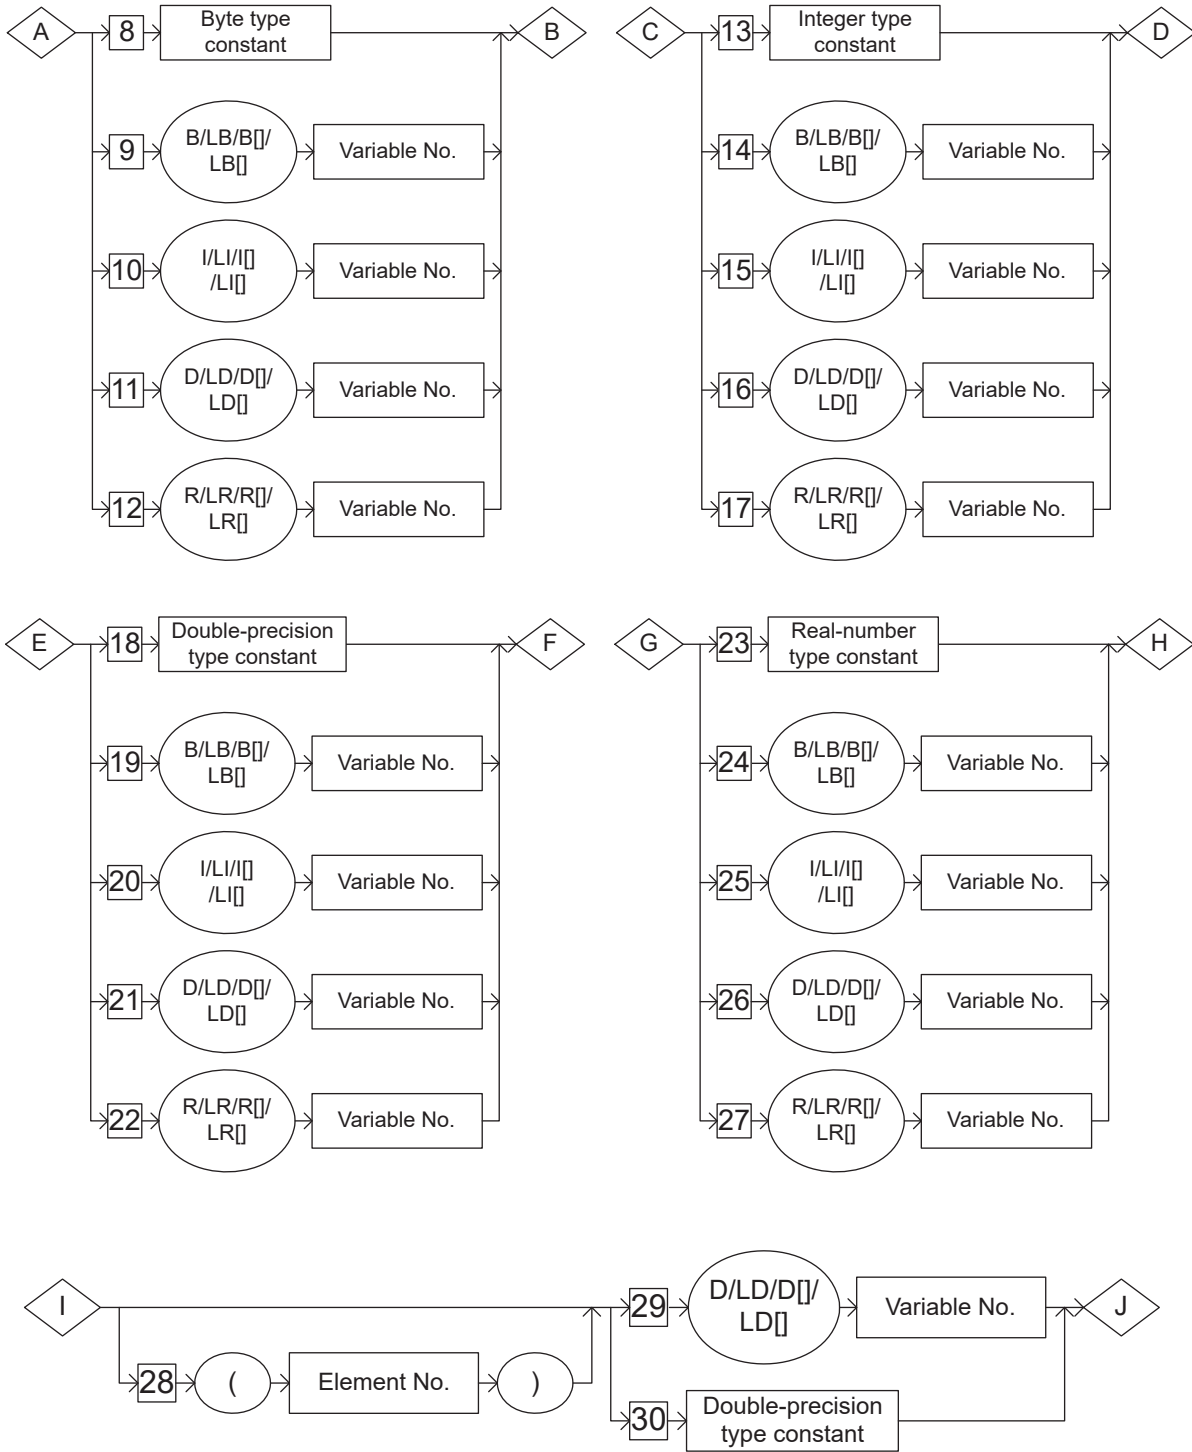 A
8
Byte type
constant
B
9
B/LB/B[]/
LB[]
Variable No.
10
I/LI/I[]
/LI[]
Variable No.
11
D/LD/D[]/
LD[]
Variable No.
12
R/LR/R[]/
LR[]
Variable No.
C
13
Integer type
constant
D
14
B/LB/B[]/
LB[]
Variable No.
15
I/LI/I[]
/LI[]
Variable No.
16
D/LD/D[]/
LD[]
Variable No.
17
R/LR/R[]/
LR[]
Variable No.
E
18
Double-precision
type constant
F
19
B/LB/B[]/
LB[]
Variable No.
20
I/LI/I[]
/LI[]
Variable No.
21
D/LD/D[]/
LD[]
Variable No.
22
R/LR/R[]/
LR[]
Variable No.
G
23
Real-number
type constant
H
24
B/LB/B[]/
LB[]
Variable No.
25
I/LI/I[]
/LI[]
Variable No.
26
D/LD/D[]/
LD[]
Variable No.
27
R/LR/R[]/
LR[]
Variable No.
I
28
(
Element No.
)
29
D/LD/D[]/
LD[]
Variable No.
J
30
Double-precision
type constant